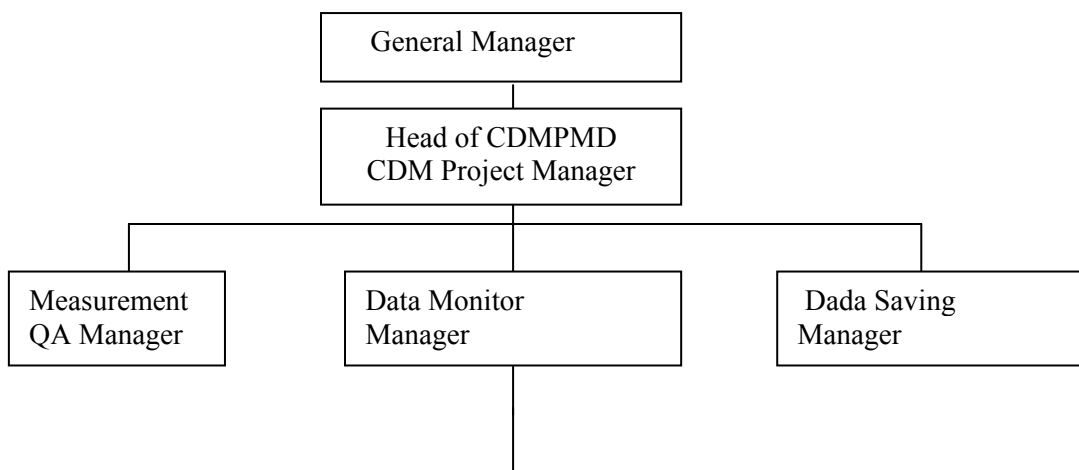 General Manager
Head of CDMPMD
CDM Project Manager
Measurement
QA Manager
Data Monitor
Manager
Dada Saving
Manager